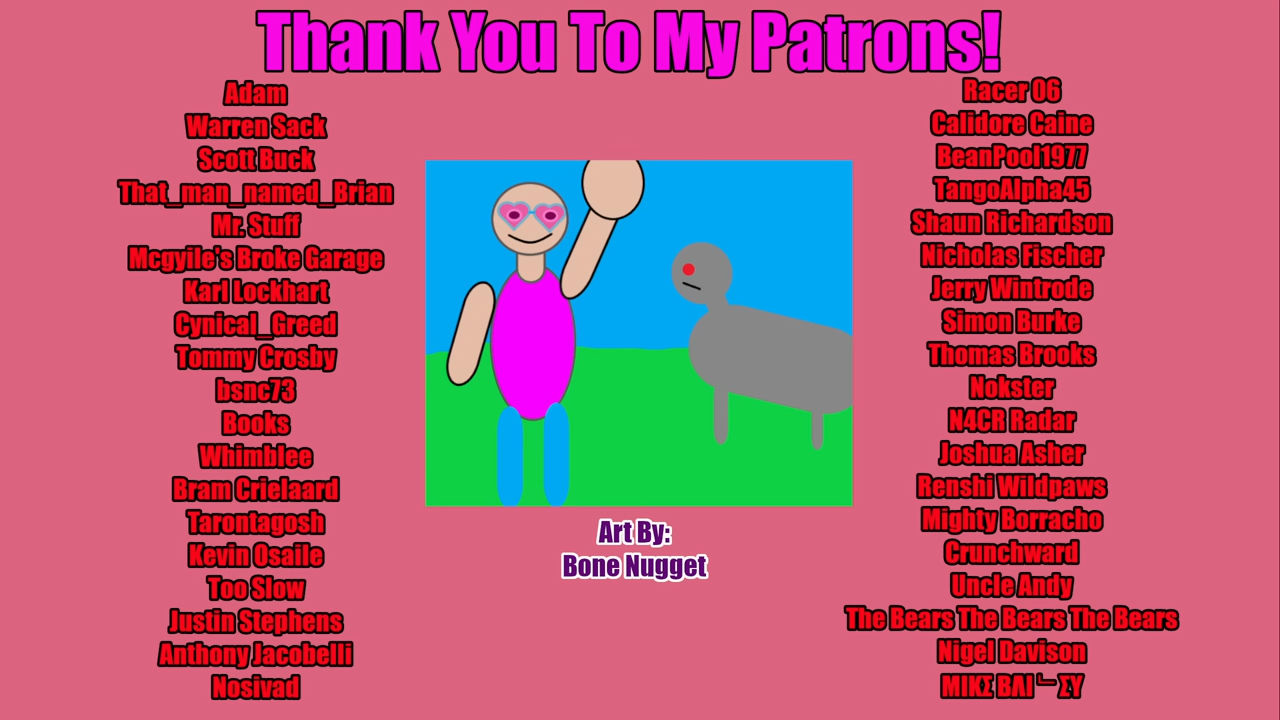 Thank You To My Patrons!
Adam
Warren Sack
Scott Buck
That_man_named_Brian
Mr. Stuff
Mcgyile's Broke Garage
Karl Lockhart
Cynical_Greed
Tommy Crosby
bsnc73
Books
Whimblee
Bram Crielaard
Tarontagosh
Kevin Osaile
Too Slow
Justin Stephens
Anthony Jacobelli
Nosivad
Art By:
Bone Nugget
Racer 06
Calidore Caine
BeanPool1977
TangoAlpha45
Shaun Richardson
Nicholas Fischer
Jerry Wintrode
Simon Burke
Thomas Brooks
Nokster
N4CR Radar
Joshua Asher
Renshi Wildpaws
Mighty Borracho
Crunchward
Uncle Andy
The Bears The Bears The Bears
Nigel Davison
MIKΣ